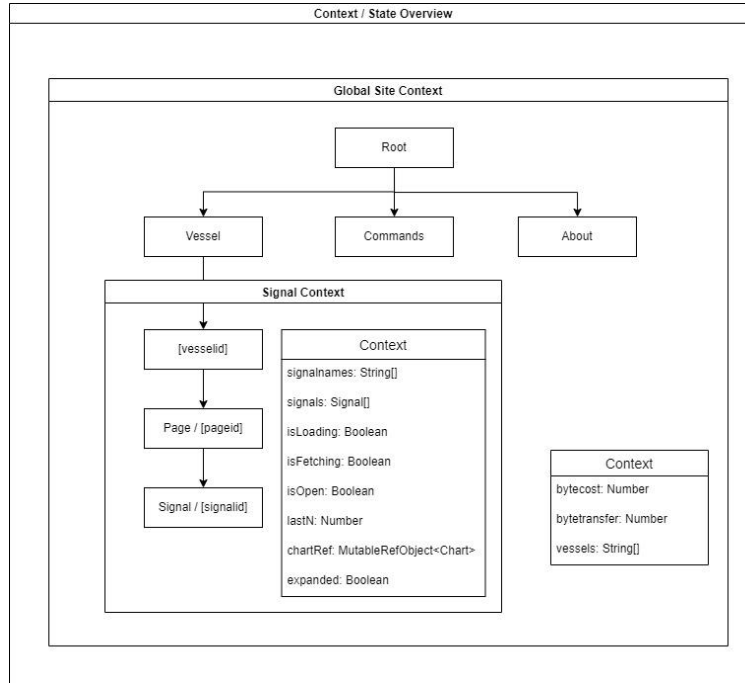 Context / State Overview
Global Site Context
Root
Vessel
Commands
About
Signal Context
[vesselid]
Page / [pageid]
Signal / [signalid]
Context
signalnames: String[]
signals: Signal[]
isLoading: Boolean
isFetching: Boolean
isOpen: Boolean
lastN: Number
chartRef: MutableRefObject<Chart>
expanded: Boolean
Context
bytecost: Number
bytetransfer: Number
vessels: String[]